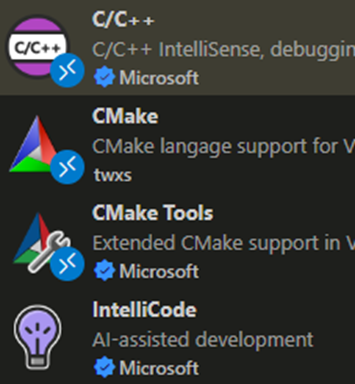 C/C++
C/C++
C/C++ IntelliSense, debuggin
Microsoft
CMake
CMake langage support for V
twxs
CMake Tools
Extended CMake support in V
Microsoft
IntelliCode
AI-assisted development
Microsoft